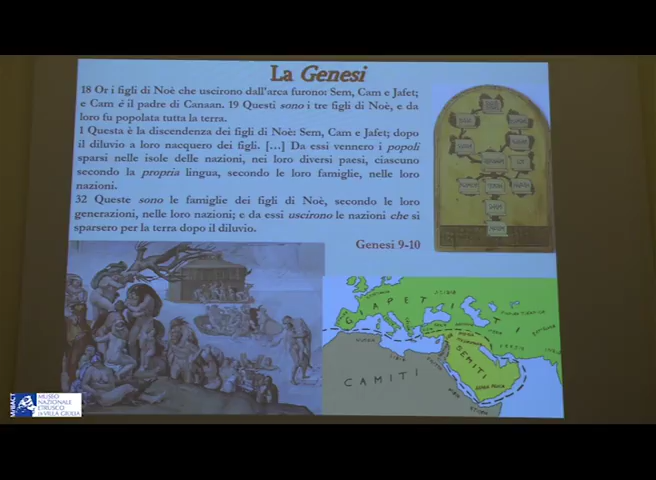 La Genesi
18 Or i figli di Noè che uscirono dall'arca furono: Sem, Cam e Jafet;
e Cam è il padre di Canaan. 19 Questi sono i tre figli di Noè, e da
loro fu popolata tutta la terra.
1 Questa è la discendenza dei figli di Noè: Sem, Cam e Jafet; dopo
il diluvio a loro nacquero dei figli. [...] Da essi vennero i popoli
sparsi nelle isole delle nazioni, nei loro diversi paesi, ciascuno
secondo la propria lingua, secondo le loro famiglie, nelle loro
nazioni.
32 Queste sono le famiglie dei figli di Noè, secondo le loro
generazioni, nelle loro nazioni; e da essi uscirono le nazioni che si
sparsero per la terra dopo il diluvio.
Genesi 9-10
GIAPETITI
SEMITI
CAMITI
MiBACT
MUSEO
NAZIONALE
ETRUSCO
DI VILLA GIULIA